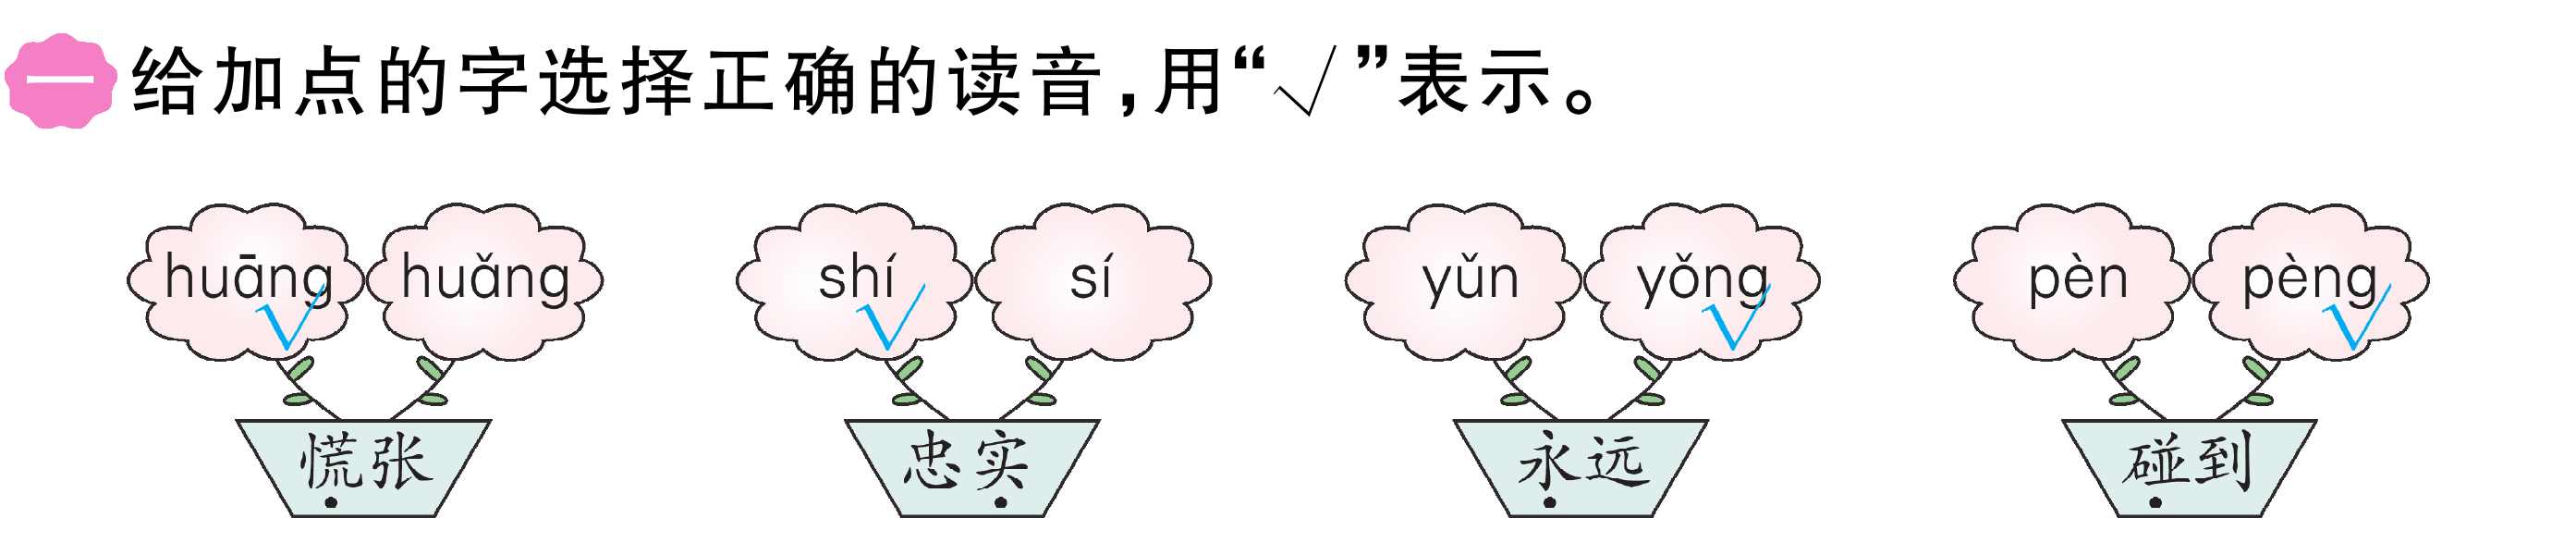 一 给加点的字选择正确的读音,用“√”表示。
huāng√ huǎng shí√ sí yǔn yǒng√ pèn pèng√
慌张 忠实 永远 碰到